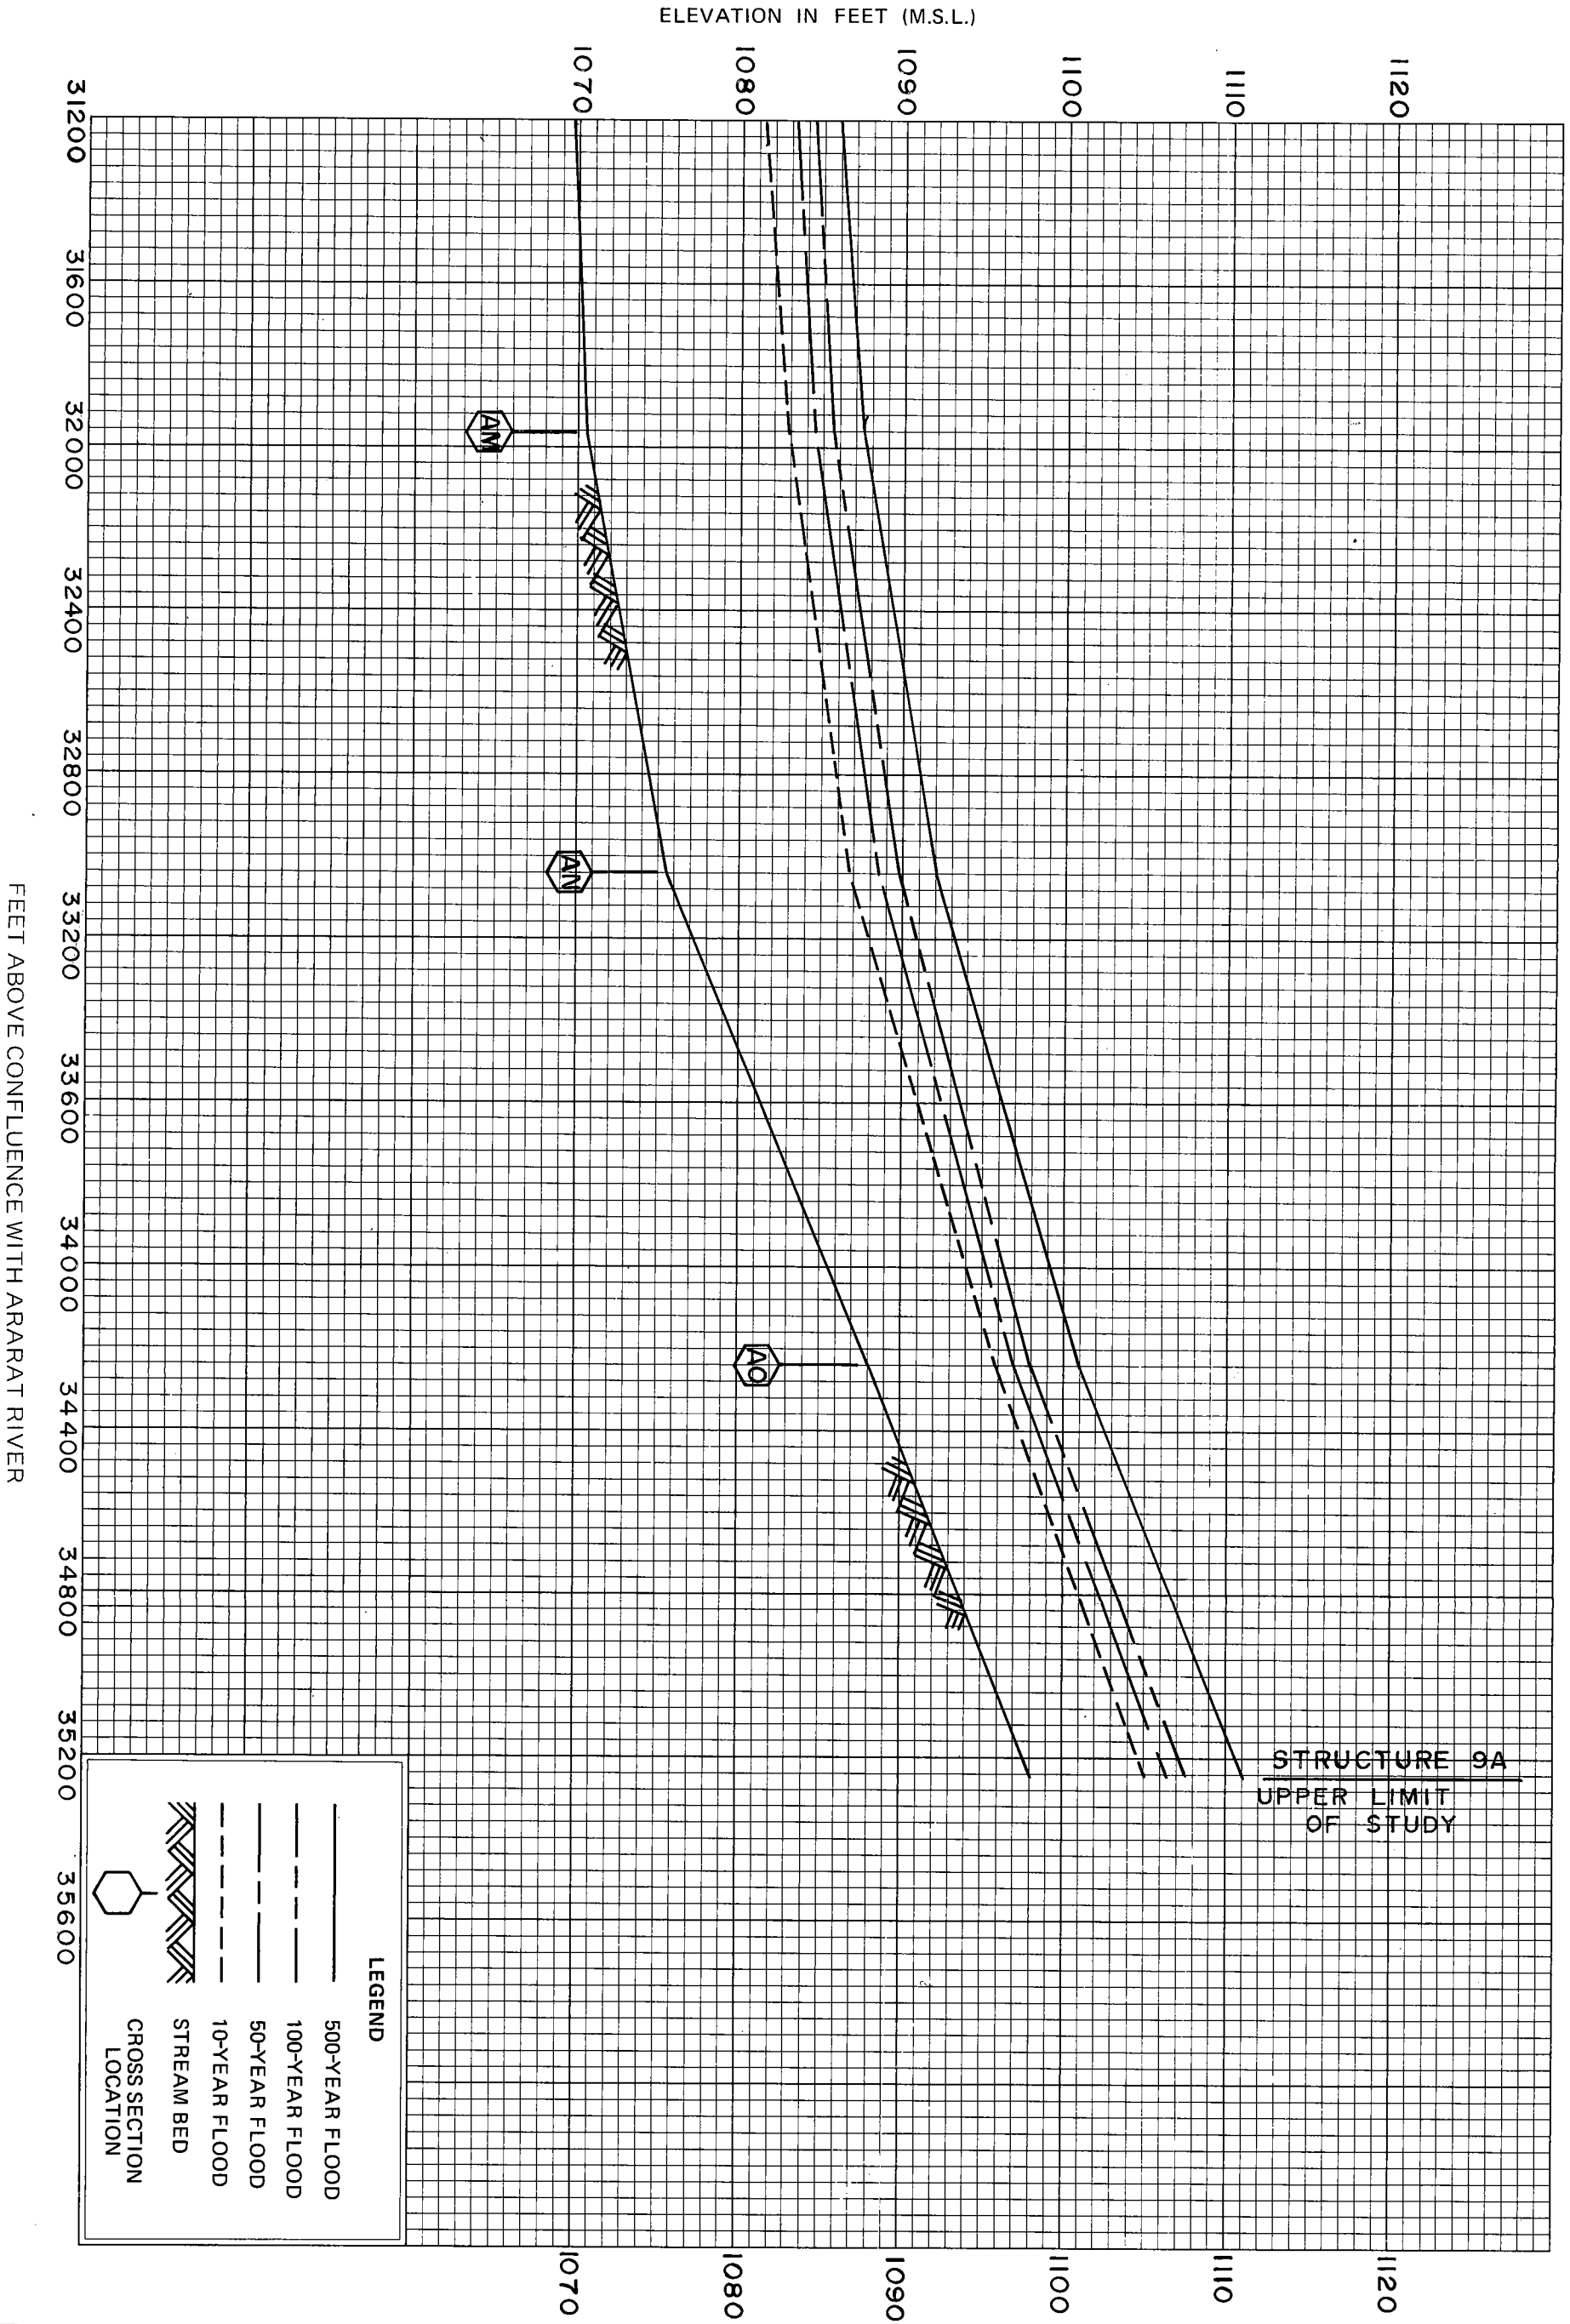 ELEVATION IN FEET (M.S.L.)
1120
1110
1100
1090
1080
1070
31200
31600
32000
32400
32800
33200
33600
34000
34400
34800
35200
35600
FEET ABOVE CONFLUENCE WITH ARARAT RIVER
AM
AN
AO
STRUCTURE 9A
UPPER LIMIT
OF STUDY
1120
1110
1100
1090
1080
1070
LEGEND
500-YEAR FLOOD
100-YEAR FLOOD
50-YEAR FLOOD
10-YEAR FLOOD
STREAM BED
CROSS SECTION
LOCATION